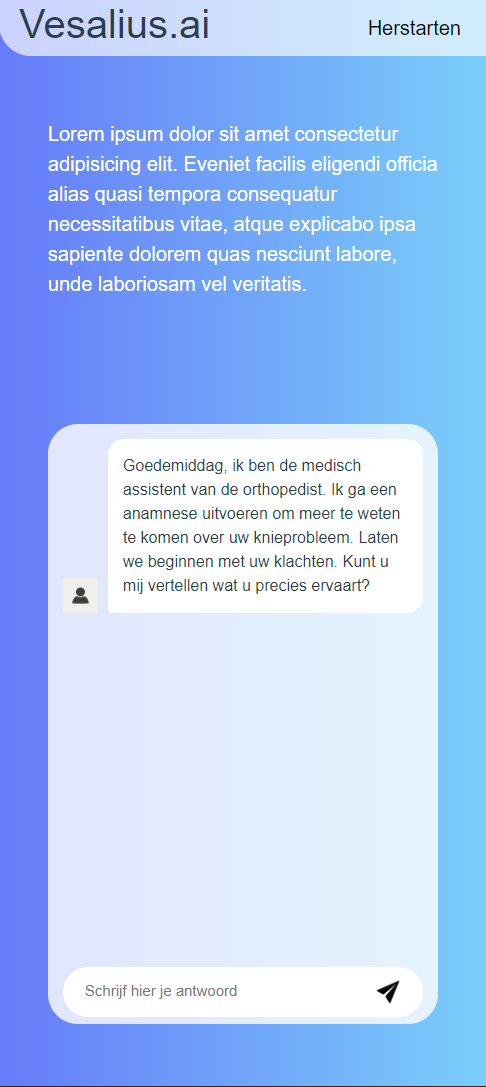 Vesalius.ai
Herstarten
Lorem ipsum dolor sit amet consectetur
adipisicing elit. Eveniet facilis eligendi officia
alias quasi tempora consequatur
necessitatibus vitae, atque explicabo ipsa
sapiente dolorem quas nesciunt labore,
unde laboriosam vel veritatis.
Goedemiddag, ik ben de medisch
assistent van de orthopedist. Ik ga een
anamnese uitvoeren om meer te weten
te komen over uw knieprobleem. Laten
we beginnen met uw klachten. Kunt u
mij vertellen wat u precies ervaart?
Schrijf hier je antwoord